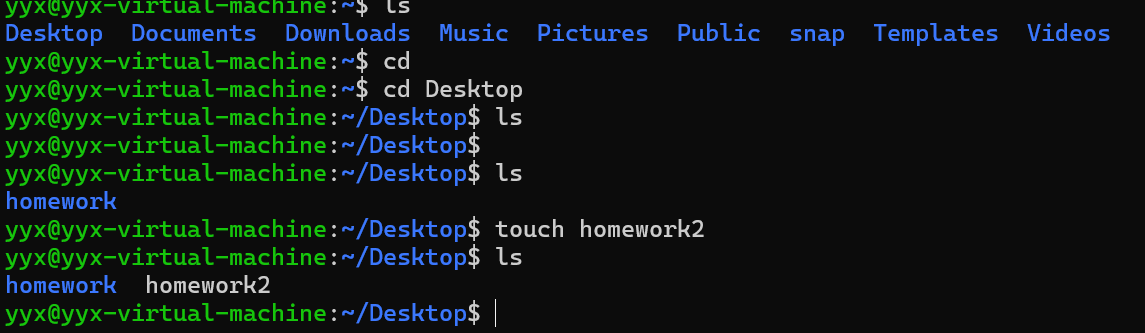 yyx@yyx-virtual-machine:~$ ls
Desktop  Documents  Downloads  Music  Pictures  Public  snap  Templates  Videos
yyx@yyx-virtual-machine:~$ cd
yyx@yyx-virtual-machine:~$ cd Desktop
yyx@yyx-virtual-machine:~/Desktop$ ls
yyx@yyx-virtual-machine:~/Desktop$
yyx@yyx-virtual-machine:~/Desktop$ ls
homework
yyx@yyx-virtual-machine:~/Desktop$ touch homework2
yyx@yyx-virtual-machine:~/Desktop$ ls
homework  homework2
yyx@yyx-virtual-machine:~/Desktop$